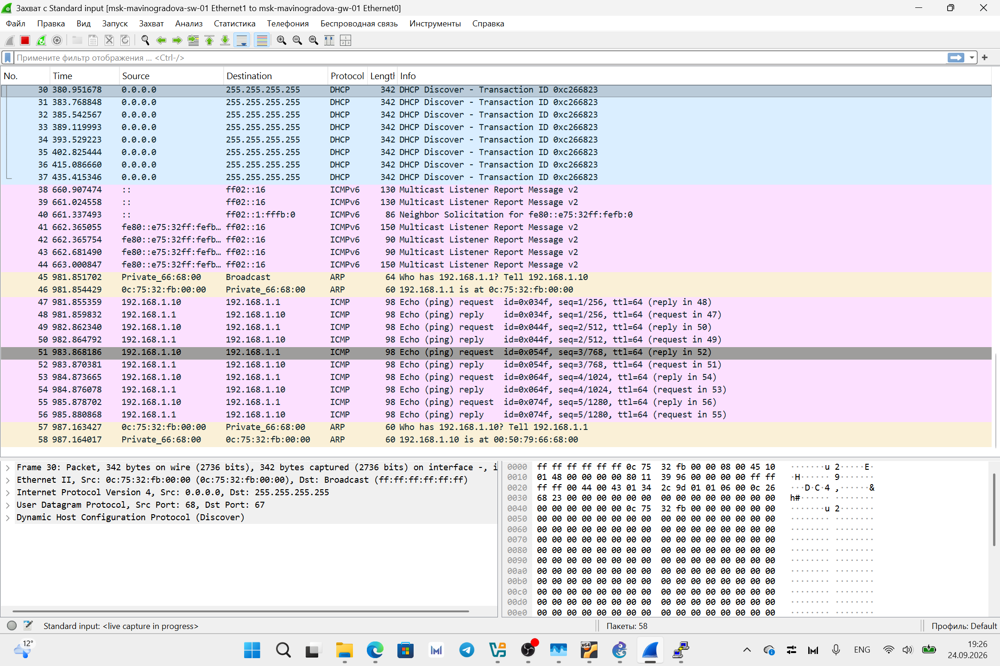 Захват с Standard input [msk-mavinogradova-sw-01 Ethernet1 to msk-mavinogradova-gw-01 Ethernet0]
Файл Правка Вид Запуск Захват Анализ Статистика Телефония Беспроводная связь Инструменты Справка
Примените фильтр отображения ... <Ctrl-/>
No. Time Source Destination Protocol Length Info
30 380.951678 0.0.0.0 255.255.255.255 DHCP 342 DHCP Discover - Transaction ID 0xc266823
31 383.768848 0.0.0.0 255.255.255.255 DHCP 342 DHCP Discover - Transaction ID 0xc266823
32 385.542567 0.0.0.0 255.255.255.255 DHCP 342 DHCP Discover - Transaction ID 0xc266823
33 389.119993 0.0.0.0 255.255.255.255 DHCP 342 DHCP Discover - Transaction ID 0xc266823
34 393.529223 0.0.0.0 255.255.255.255 DHCP 342 DHCP Discover - Transaction ID 0xc266823
35 402.825444 0.0.0.0 255.255.255.255 DHCP 342 DHCP Discover - Transaction ID 0xc266823
36 415.086660 0.0.0.0 255.255.255.255 DHCP 342 DHCP Discover - Transaction ID 0xc266823
37 435.415346 0.0.0.0 255.255.255.255 DHCP 342 DHCP Discover - Transaction ID 0xc266823
38 660.907474 :: ff02::16 ICMPv6 130 Multicast Listener Report Message v2
39 661.024558 :: ff02::16 ICMPv6 130 Multicast Listener Report Message v2
40 661.337493 :: ff02::1:fffb:0 ICMPv6 86 Neighbor Solicitation for fe80::e75:32ff:fefb:0
41 662.365055 fe80::e75:32ff:fefb… ff02::16 ICMPv6 150 Multicast Listener Report Message v2
42 662.365754 fe80::e75:32ff:fefb… ff02::16 ICMPv6 90 Multicast Listener Report Message v2
43 662.681490 fe80::e75:32ff:fefb… ff02::16 ICMPv6 90 Multicast Listener Report Message v2
44 663.000847 fe80::e75:32ff:fefb… ff02::16 ICMPv6 150 Multicast Listener Report Message v2
45 981.851702 Private_66:68:00 Broadcast ARP 64 Who has 192.168.1.1? Tell 192.168.1.10
46 981.854429 0c:75:32:fb:00:00 Private_66:68:00 ARP 60 192.168.1.1 is at 0c:75:32:fb:00:00
47 981.855359 192.168.1.10 192.168.1.1 ICMP 98 Echo (ping) request id=0x034f, seq=1/256, ttl=64 (reply in 48)
48 981.859832 192.168.1.1 192.168.1.10 ICMP 98 Echo (ping) reply id=0x034f, seq=1/256, ttl=64 (request in 47)
49 982.862340 192.168.1.10 192.168.1.1 ICMP 98 Echo (ping) request id=0x044f, seq=2/512, ttl=64 (reply in 50)
50 982.864792 192.168.1.1 192.168.1.10 ICMP 98 Echo (ping) reply id=0x044f, seq=2/512, ttl=64 (request in 49)
51 983.868186 192.168.1.10 192.168.1.1 ICMP 98 Echo (ping) request id=0x054f, seq=3/768, ttl=64 (reply in 52)
52 983.870381 192.168.1.1 192.168.1.10 ICMP 98 Echo (ping) reply id=0x054f, seq=3/768, ttl=64 (request in 51)
53 984.873665 192.168.1.10 192.168.1.1 ICMP 98 Echo (ping) request id=0x064f, seq=4/1024, ttl=64 (reply in 54)
54 984.876078 192.168.1.1 192.168.1.10 ICMP 98 Echo (ping) reply id=0x064f, seq=4/1024, ttl=64 (request in 53)
55 985.878702 192.168.1.10 192.168.1.1 ICMP 98 Echo (ping) request id=0x074f, seq=5/1280, ttl=64 (reply in 56)
56 985.880868 192.168.1.1 192.168.1.10 ICMP 98 Echo (ping) reply id=0x074f, seq=5/1280, ttl=64 (request in 55)
57 987.163427 0c:75:32:fb:00:00 Private_66:68:00 ARP 60 Who has 192.168.1.10? Tell 192.168.1.1
58 987.164017 Private_66:68:00 0c:75:32:fb:00:00 ARP 60 192.168.1.10 is at 00:50:79:66:68:00
Frame 30: Packet, 342 bytes on wire (2736 bits), 342 bytes captured (2736 bits) on interface -, i
Ethernet II, Src: 0c:75:32:fb:00:00 (0c:75:32:fb:00:00), Dst: Broadcast (ff:ff:ff:ff:ff:ff)
Internet Protocol Version 4, Src: 0.0.0.0, Dst: 255.255.255.255
User Datagram Protocol, Src Port: 68, Dst Port: 67
Dynamic Host Configuration Protocol (Discover)
0000 ff ff ff ff ff ff 0c 75 32 fb 00 00 08 00 45 10 ·······u 2·····E·
0010 01 48 00 00 00 00 80 11 39 96 00 00 00 00 ff ff ·H······ 9·······
0020 ff ff 00 44 00 43 01 34 2c 9d 01 01 06 00 0c 26 ···D·C·4 ,······&
0030 68 23 00 00 00 00 00 00 00 00 00 00 00 00 00 00 h#······ ········
0040 00 00 00 00 00 00 0c 75 32 fb 00 00 00 00 00 00 ·······u 2·······
0050 00 00 00 00 00 00 00 00 00 00 00 00 00 00 00 00 ········ ········
0060 00 00 00 00 00 00 00 00 00 00 00 00 00 00 00 00 ········ ········
0070 00 00 00 00 00 00 00 00 00 00 00 00 00 00 00 00 ········ ········
0080 00 00 00 00 00 00 00 00 00 00 00 00 00 00 00 00 ········ ········
0090 00 00 00 00 00 00 00 00 00 00 00 00 00 00 00 00 ········ ········
00a0 00 00 00 00 00 00 00 00 00 00 00 00 00 00 00 00 ········ ········
00b0 00 00 00 00 00 00 00 00 00 00 00 00 00 00 00 00 ········ ········
00c0 00 00 00 00 00 00 00 00 00 00 00 00 00 00 00 00 ········ ········
00d0 00 00 00 00 00 00 00 00 00 00 00 00 00 00 00 00 ········ ········
00e0 00 00 00 00 00 00 00 00 00 00 00 00 00 00 00 00 ········ ········
Standard input: <live capture in progress> Пакеты: 58 Профиль: Default
12° x64 ENG 19:26
24.09.2026